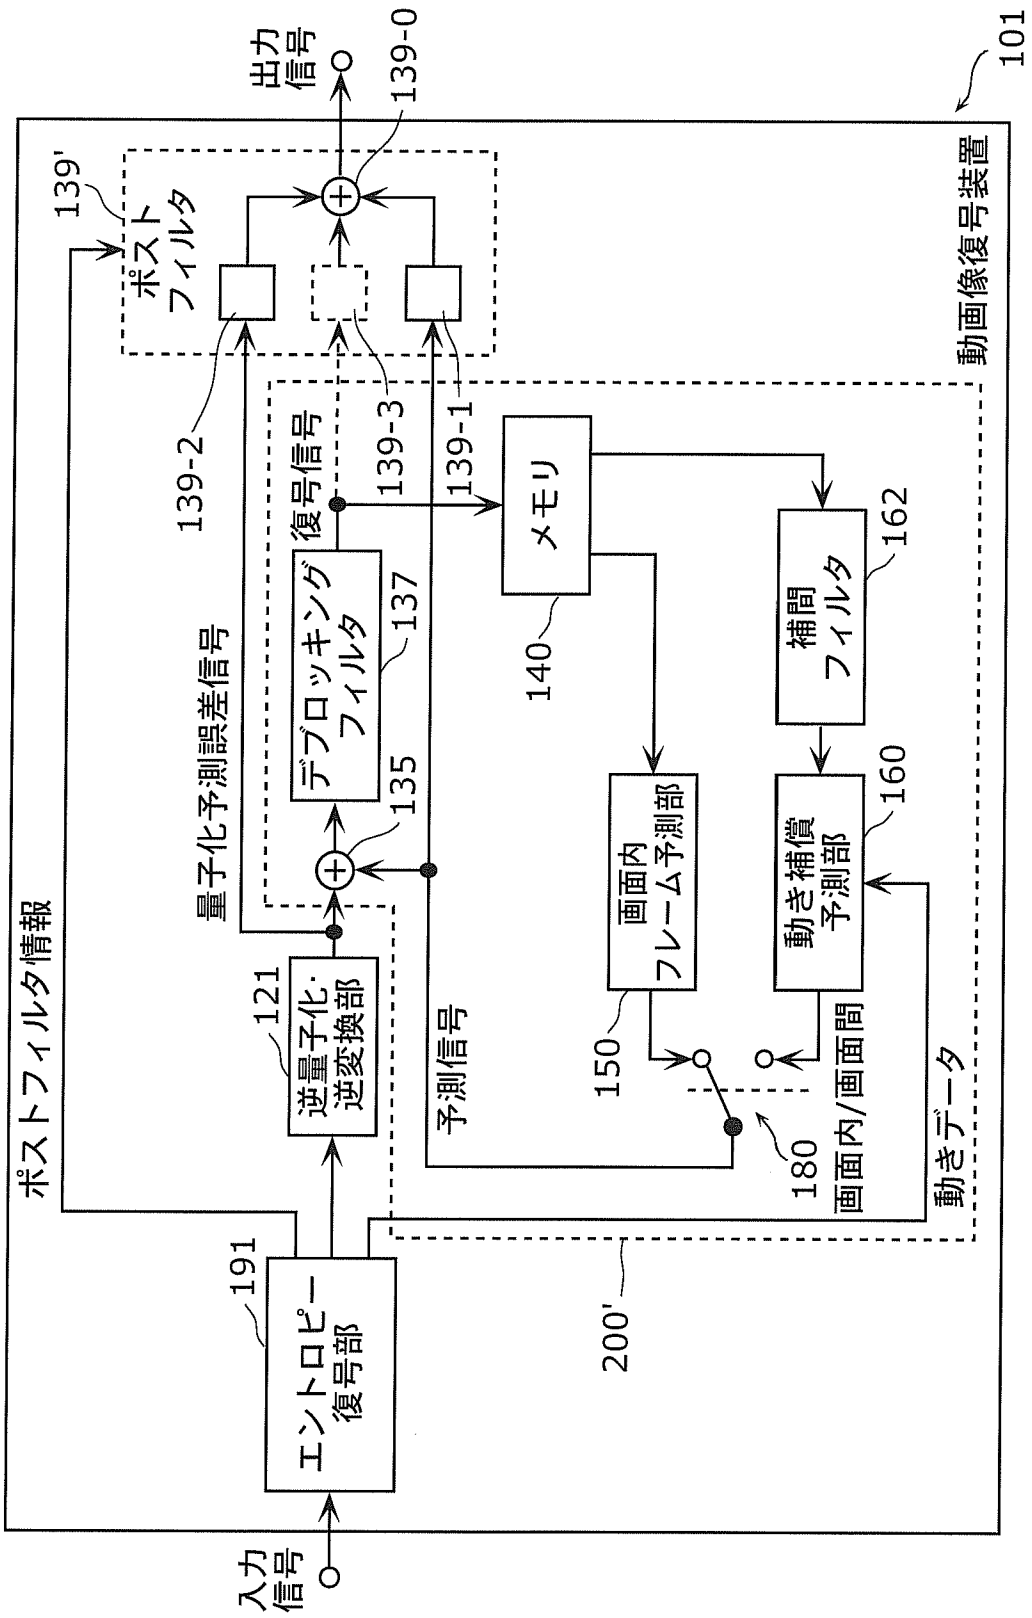 101
動画像復号装置
入力
信号
191
エントロピー
復号部
ポストフィルタ情報
121
逆量子化・
逆変換部
量子化予測誤差信号
135
デブロッキング
フィルタ
137
復号信号
139'
ポスト
フィルタ
139-2
139-3
139-1
139-0
出力
信号
予測信号
メモリ
140
画面内
フレーム予測部
150
補間
フィルタ
162
動き補償
予測部
160
180
画面内/画面間
動きデータ
200'